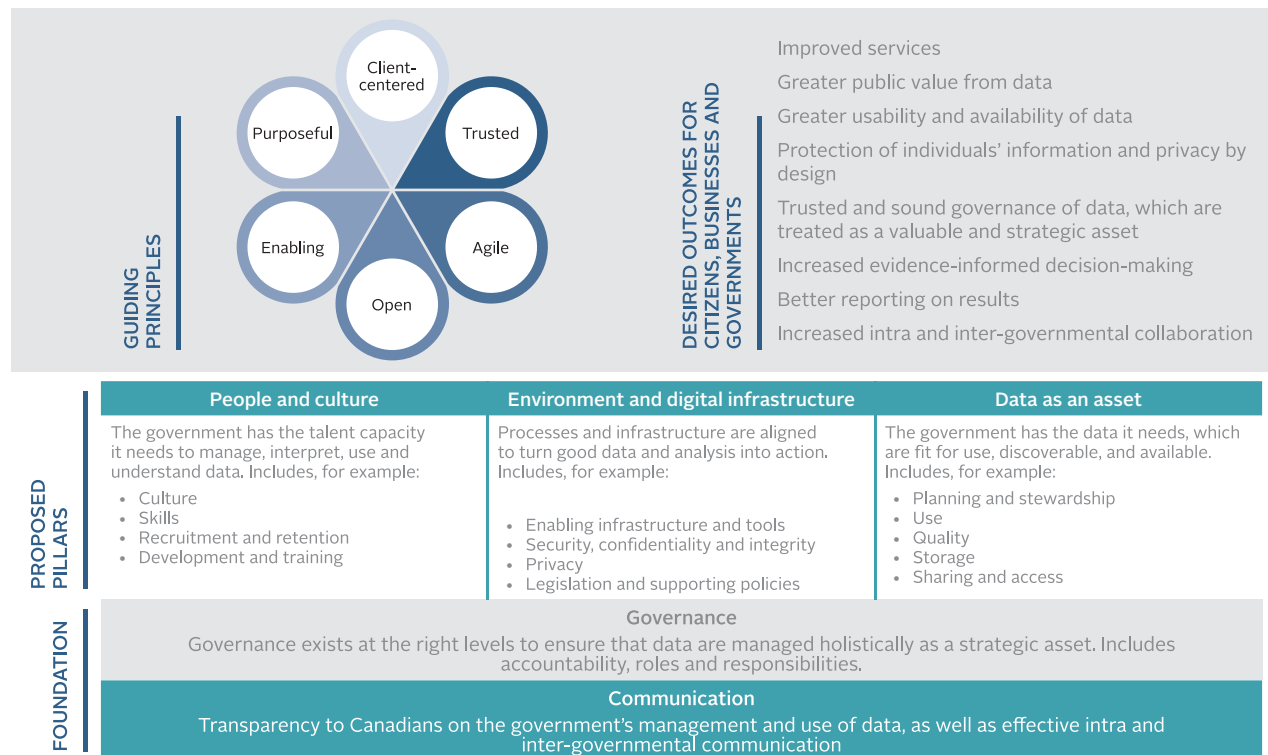 GUIDING
PRINCIPLES
Client-
centered
Purposeful
Trusted
Enabling
Agile
Open
DESIRED OUTCOMES FOR
CITIZENS, BUSINESSES AND
GOVERNMENTS
Improved services
Greater public value from data
Greater usability and availability of data
Protection of individuals’ information and privacy by
design
Trusted and sound governance of data, which are
treated as a valuable and strategic asset
Increased evidence-informed decision-making
Better reporting on results
Increased intra and inter-governmental collaboration
PROPOSED
PILLARS
People and culture
The government has the talent capacity
it needs to manage, interpret, use and
understand data. Includes, for example:
• Culture
• Skills
• Recruitment and retention
• Development and training
Environment and digital infrastructure
Processes and infrastructure are aligned
to turn good data and analysis into action.
Includes, for example:
• Enabling infrastructure and tools
• Security, confidentiality and integrity
• Privacy
• Legislation and supporting policies
Data as an asset
The government has the data it needs, which
are fit for use, discoverable, and available.
Includes, for example:
• Planning and stewardship
• Use
• Quality
• Storage
• Sharing and access
FOUNDATION
Governance
Governance exists at the right levels to ensure that data are managed holistically as a strategic asset. Includes
accountability, roles and responsibilities.
Communication
Transparency to Canadians on the government’s management and use of data, as well as effective intra and
inter-governmental communication